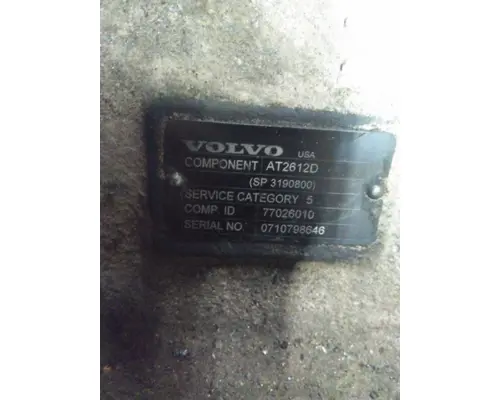 VOLVO USA
COMPONENT AT2612D
(SP 3190800)
SERVICE CATEGORY 5
COMP. ID 77026010
SERIAL NO. 0710798646